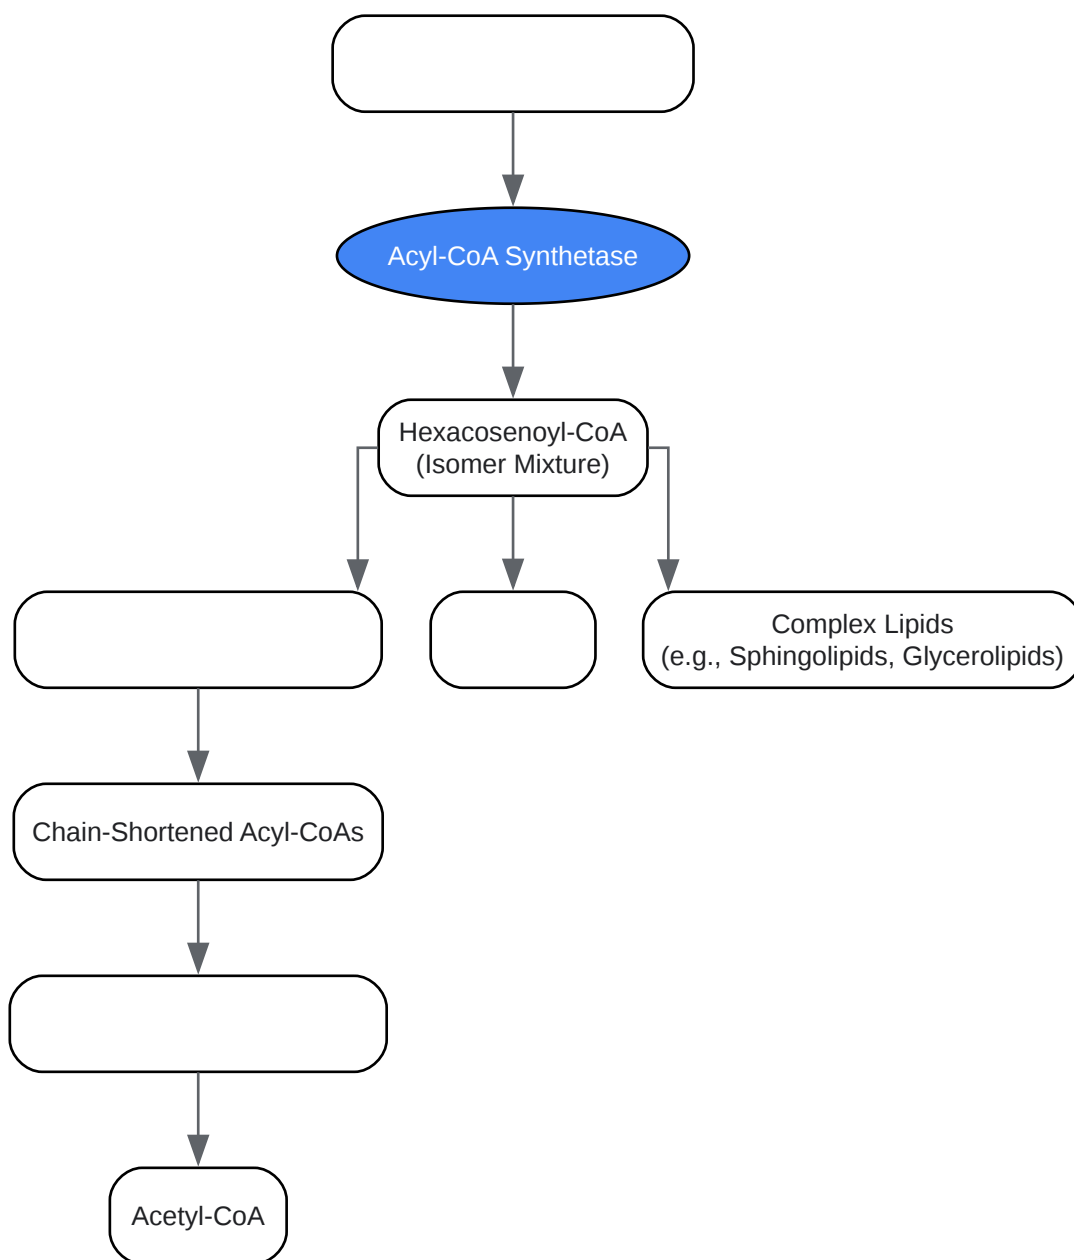 Acyl-CoA Synthetase
Hexacosenoyl-CoA
(Isomer Mixture)
Complex Lipids
(e.g., Sphingolipids, Glycerolipids)
Chain-Shortened Acyl-CoAs
Acetyl-CoA